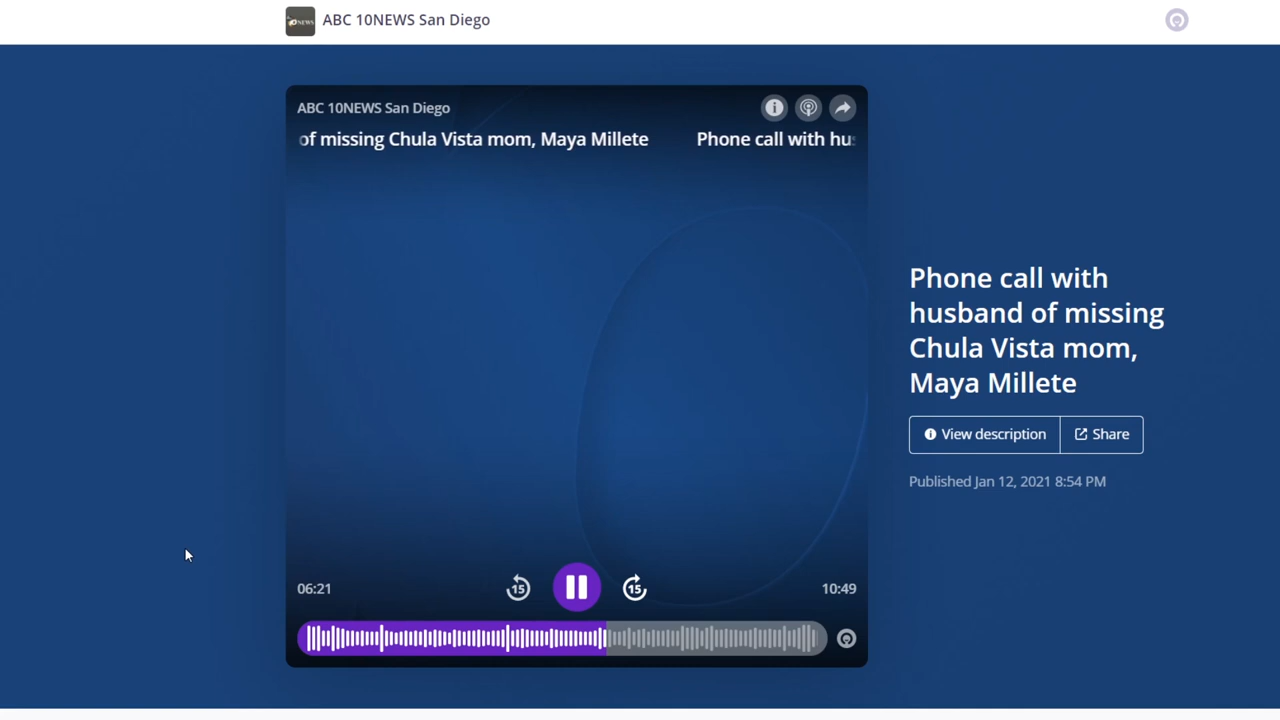 ABC 10NEWS San Diego
ABC 10NEWS San Diego
of missing Chula Vista mom, Maya Millete Phone call with hus
Phone call with
husband of missing
Chula Vista mom,
Maya Millete
View description Share
Published Jan 12, 2021 8:54 PM
06:21 15 15 10:49